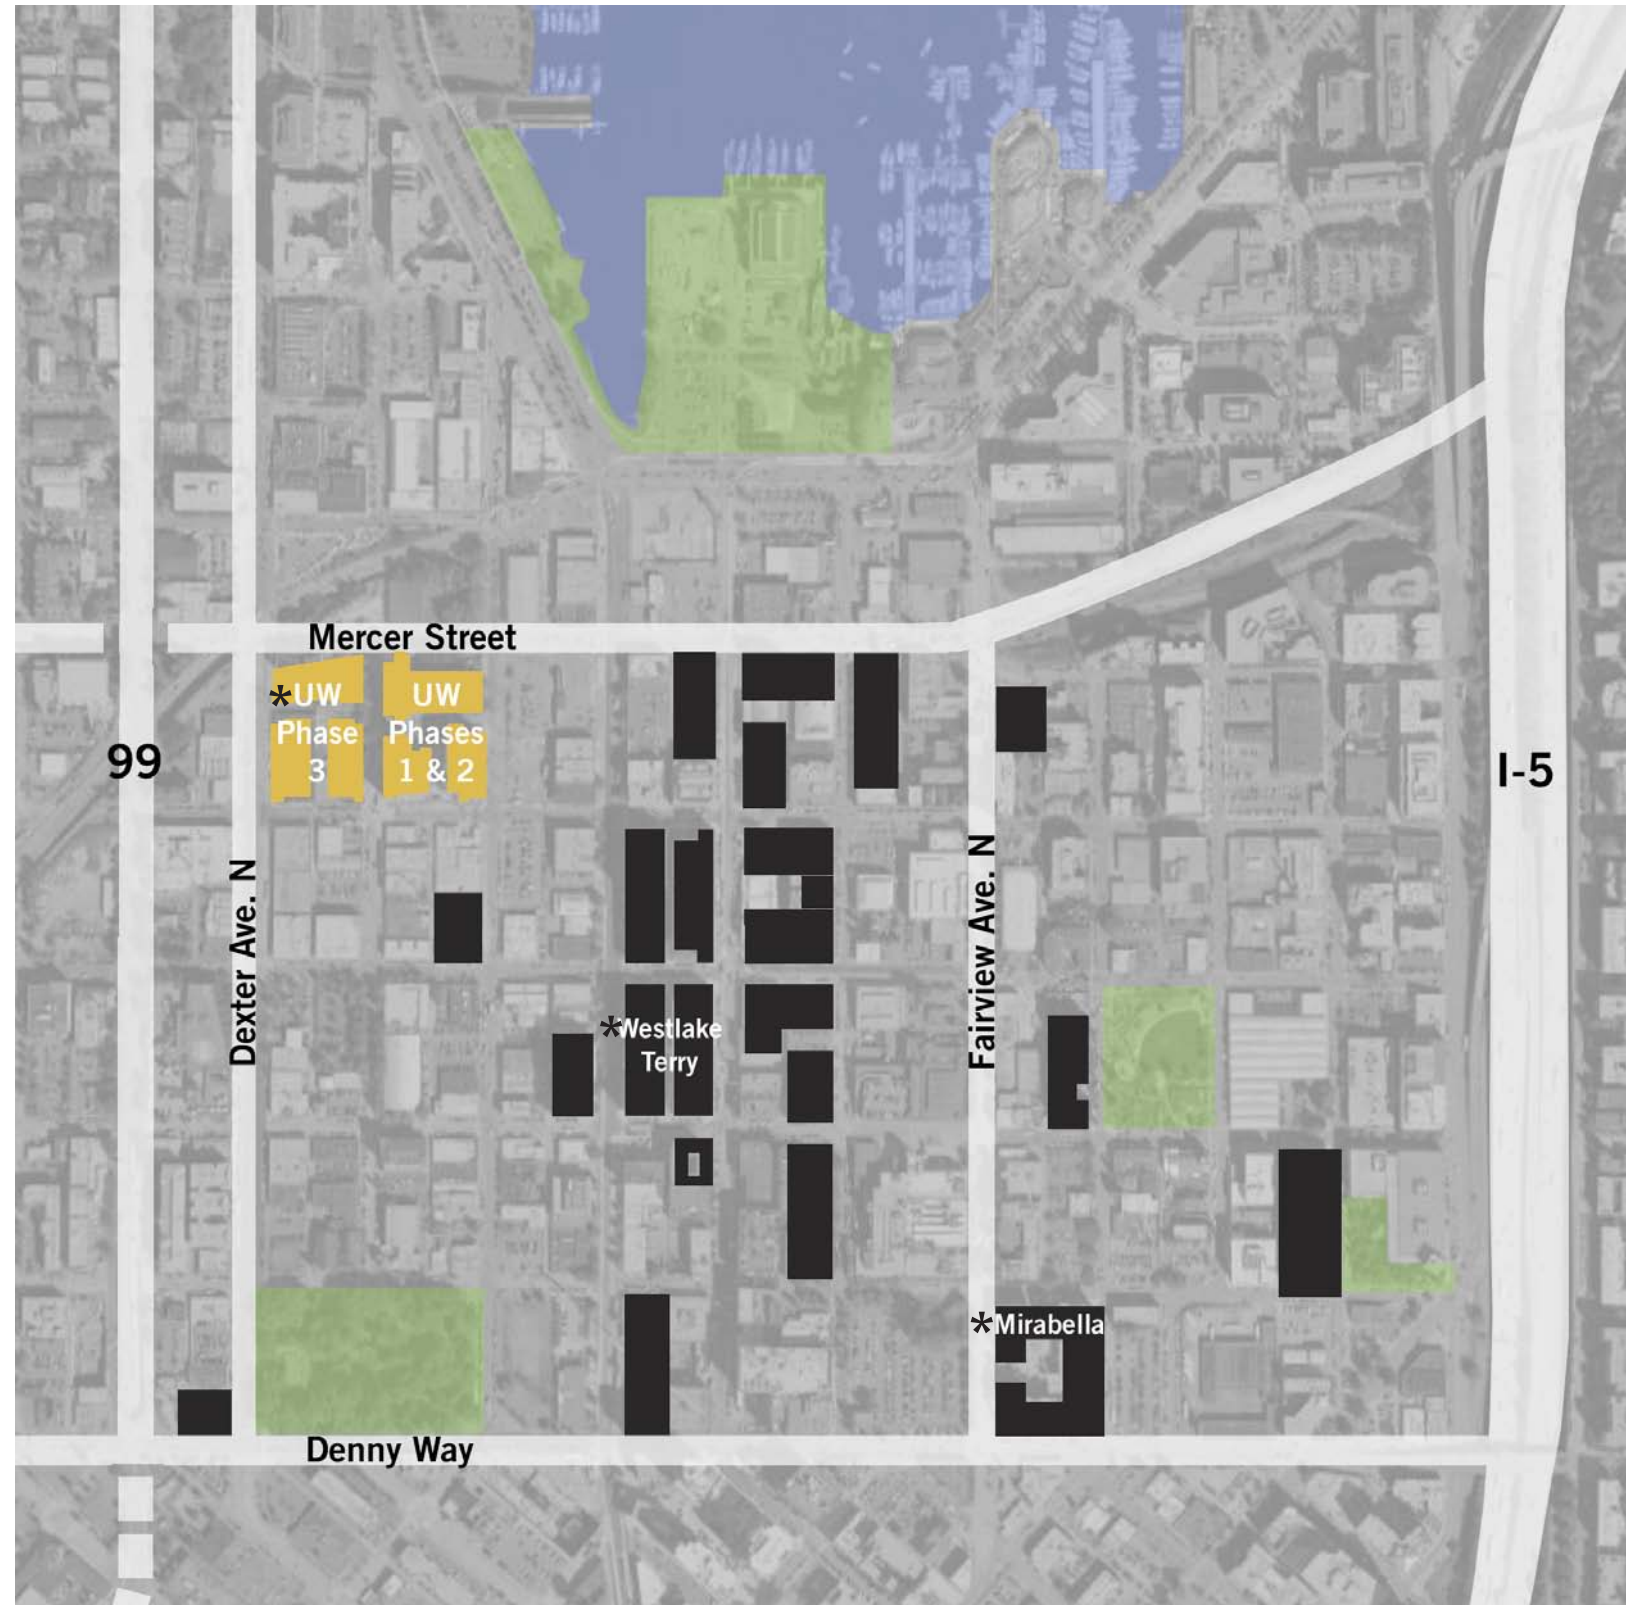 Mercer Street
*UW
Phase
3
UW
Phases
1 & 2
99
I-5
Dexter Ave. N
Fairview Ave. N
*Westlake
Terry
*Mirabella
Denny Way